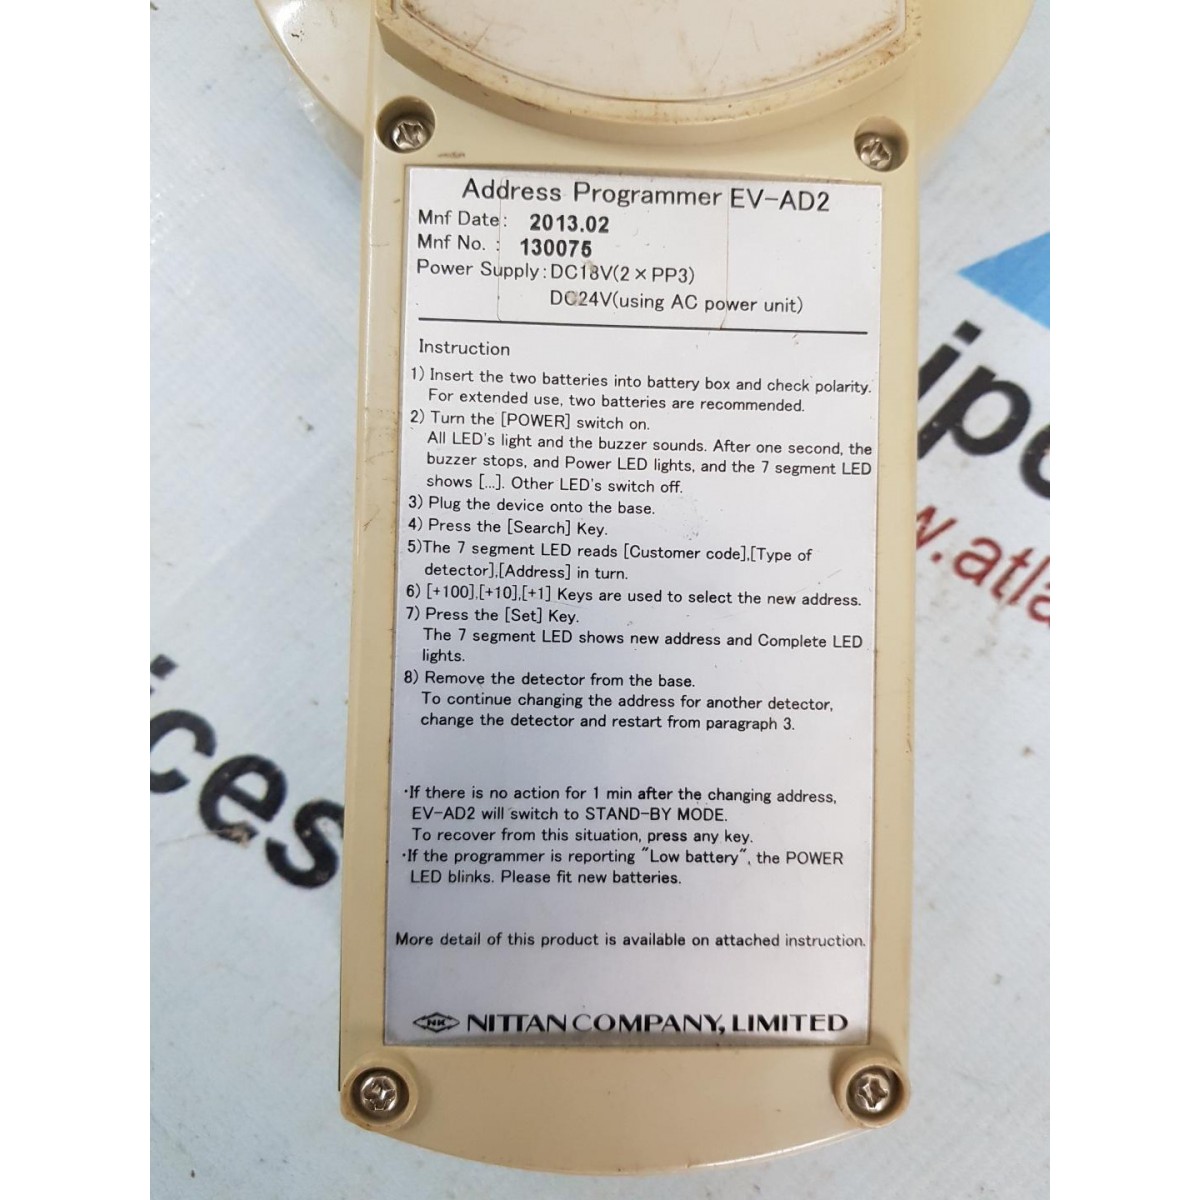 Address Programmer EV-AD2
Mnf Date: 2013.02
Mnf No. : 130075
Power Supply:DC18V(2×PP3)
DC24V(using AC power unit)
Instruction
1) Insert the two batteries into battery box and check polarity.
For extended use, two batteries are recommended.
2) Turn the [POWER] switch on.
All LED's light and the buzzer sounds. After one second, the
buzzer stops, and Power LED lights, and the 7 segment LED
shows [...]. Other LED's switch off.
3) Plug the device onto the base.
4) Press the [Search] Key.
5)The 7 segment LED reads [Customer code],[Type of
detector],[Address] in turn.
6) [+100],[+10],[+1] Keys are used to select the new address.
7) Press the [Set] Key.
The 7 segment LED shows new address and Complete LED
lights.
8) Remove the detector from the base.
To continue changing the address for another detector,
change the detector and restart from paragraph 3.
·If there is no action for 1 min after the changing address,
EV-AD2 will switch to STAND-BY MODE.
To recover from this situation, press any key.
·If the programmer is reporting "Low battery", the POWER
LED blinks. Please fit new batteries.
More detail of this product is available on attached instruction.
NK NITTAN COMPANY, LIMITED
ices
ipo
w.atla